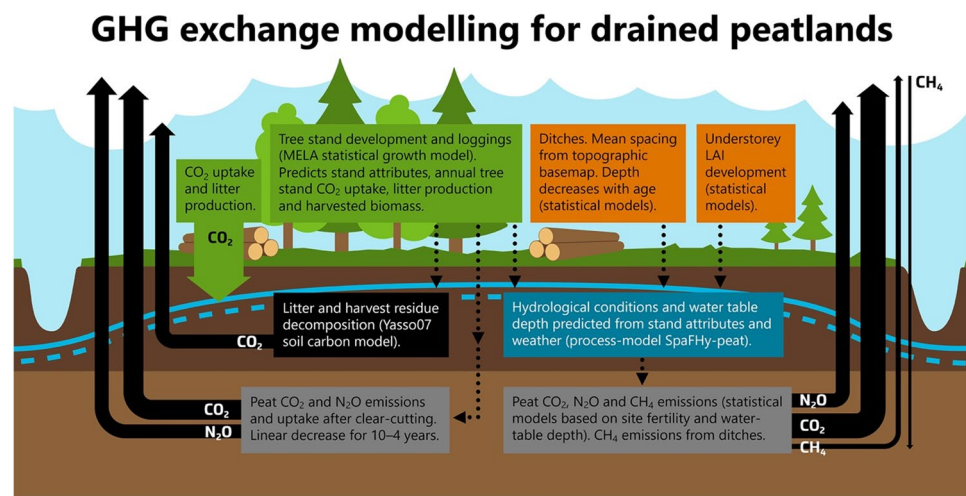 GHG exchange modelling for drained peatlands
CH₄
CO₂ uptake
and litter
production.
CO₂
Tree stand development and loggings
(MELA statistical growth model).
Predicts stand attributes, annual tree
stand CO₂ uptake, litter production
and harvested biomass.
Ditches. Mean spacing
from topographic
basemap. Depth
decreases with age
(statistical models).
Understorey
LAI
development
(statistical
models).
Litter and harvest residue
decomposition (Yasso07
soil carbon model).
CO₂
Hydrological conditions and water table
depth predicted from stand attributes and
weather (process-model SpaFHy-peat).
Peat CO₂ and N₂O emissions
and uptake after clear-cutting.
Linear decrease for 10–4 years.
CO₂
N₂O
Peat CO₂, N₂O and CH₄ emissions (statistical
models based on site fertility and water-
table depth). CH₄ emissions from ditches.
N₂O
CO₂
CH₄